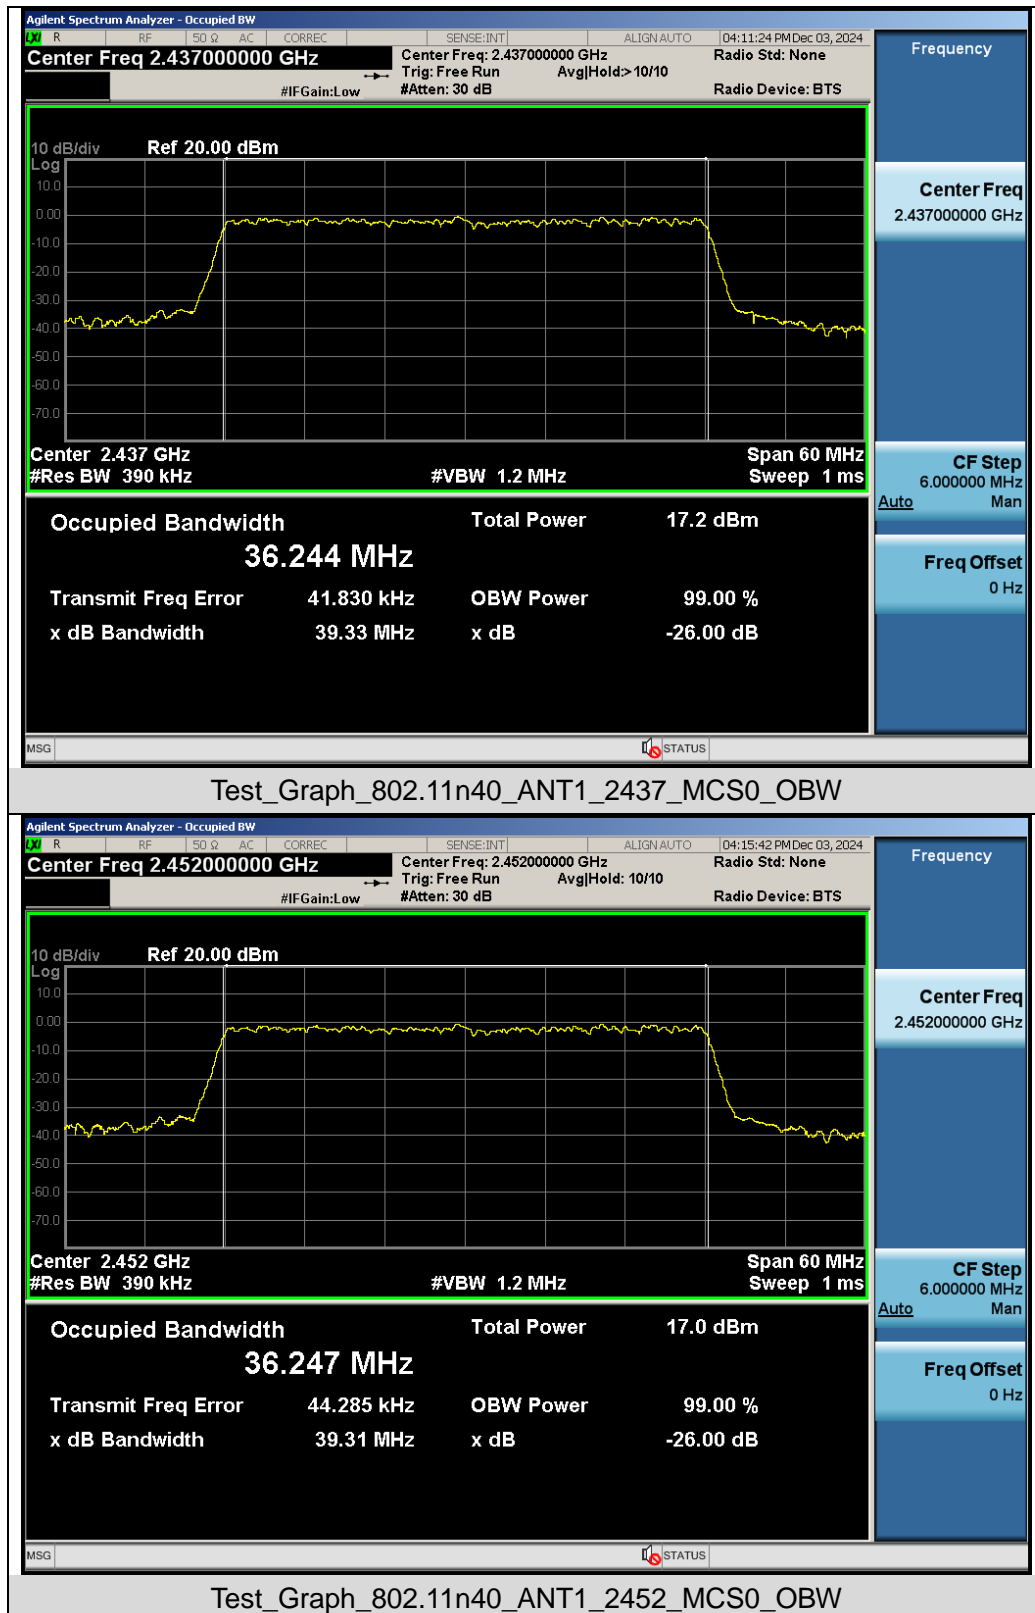 Agilent Spectrum Analyzer - Occupied BW
LXI R RF 50 Ω AC CORREC SENSE:INT ALIGN AUTO 04:11:24 PM Dec 03, 2024
Center Freq 2.437000000 GHz
Center Freq: 2.437000000 GHz Radio Std: None
Trig: Free Run Avg|Hold:> 10/10
#IFGain:Low #Atten: 30 dB Radio Device: BTS
Frequency
10 dB/div Ref 20.00 dBm
Log
10.0
0.00
-10.0
-20.0
-30.0
-40.0
-50.0
-60.0
-70.0
Center Freq
2.437000000 GHz
Center 2.437 GHz Span 60 MHz
#Res BW 390 kHz #VBW 1.2 MHz Sweep 1 ms
CF Step
6.000000 MHz
Auto Man
Occupied Bandwidth Total Power 17.2 dBm
36.244 MHz
Transmit Freq Error 41.830 kHz OBW Power 99.00 %
x dB Bandwidth 39.33 MHz x dB -26.00 dB
Freq Offset
0 Hz
MSG STATUS
Test_Graph_802.11n40_ANT1_2437_MCS0_OBW
Agilent Spectrum Analyzer - Occupied BW
LXI R RF 50 Ω AC CORREC SENSE:INT ALIGN AUTO 04:15:42 PM Dec 03, 2024
Center Freq 2.452000000 GHz
Center Freq: 2.452000000 GHz Radio Std: None
Trig: Free Run Avg|Hold: 10/10
#IFGain:Low #Atten: 30 dB Radio Device: BTS
Frequency
10 dB/div Ref 20.00 dBm
Log
10.0
0.00
-10.0
-20.0
-30.0
-40.0
-50.0
-60.0
-70.0
Center Freq
2.452000000 GHz
Center 2.452 GHz Span 60 MHz
#Res BW 390 kHz #VBW 1.2 MHz Sweep 1 ms
CF Step
6.000000 MHz
Auto Man
Occupied Bandwidth Total Power 17.0 dBm
36.247 MHz
Transmit Freq Error 44.285 kHz OBW Power 99.00 %
x dB Bandwidth 39.31 MHz x dB -26.00 dB
Freq Offset
0 Hz
MSG STATUS
Test_Graph_802.11n40_ANT1_2452_MCS0_OBW